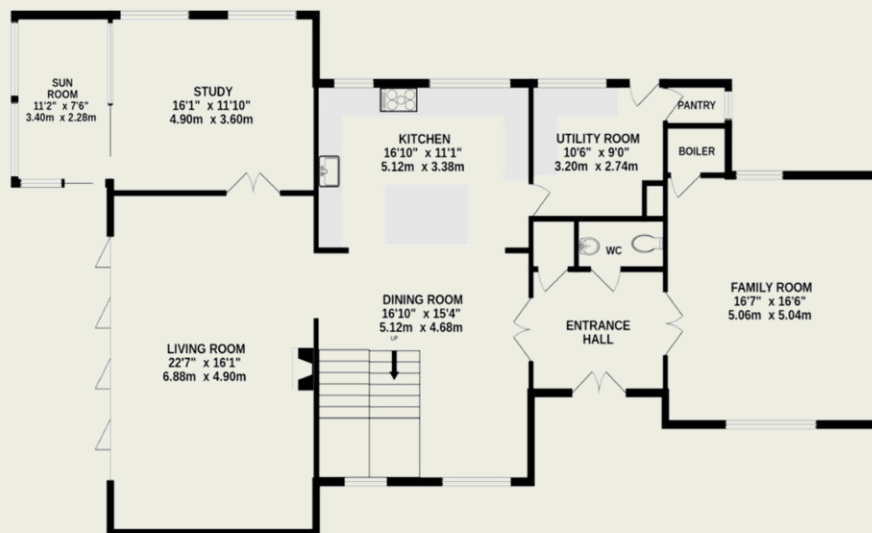 SUN
ROOM
11'2" x 7'6"
3.40m x 2.28m
STUDY
16'1" x 11'10"
4.90m x 3.60m
KITCHEN
16'10" x 11'1"
5.12m x 3.38m
UTILITY ROOM
10'6" x 9'0"
3.20m x 2.74m
PANTRY
BOILER
WC
FAMILY ROOM
16'7" x 16'6"
5.06m x 5.04m
DINING ROOM
16'10" x 15'4"
5.12m x 4.68m
UP
ENTRANCE
HALL
LIVING ROOM
22'7" x 16'1"
6.88m x 4.90m